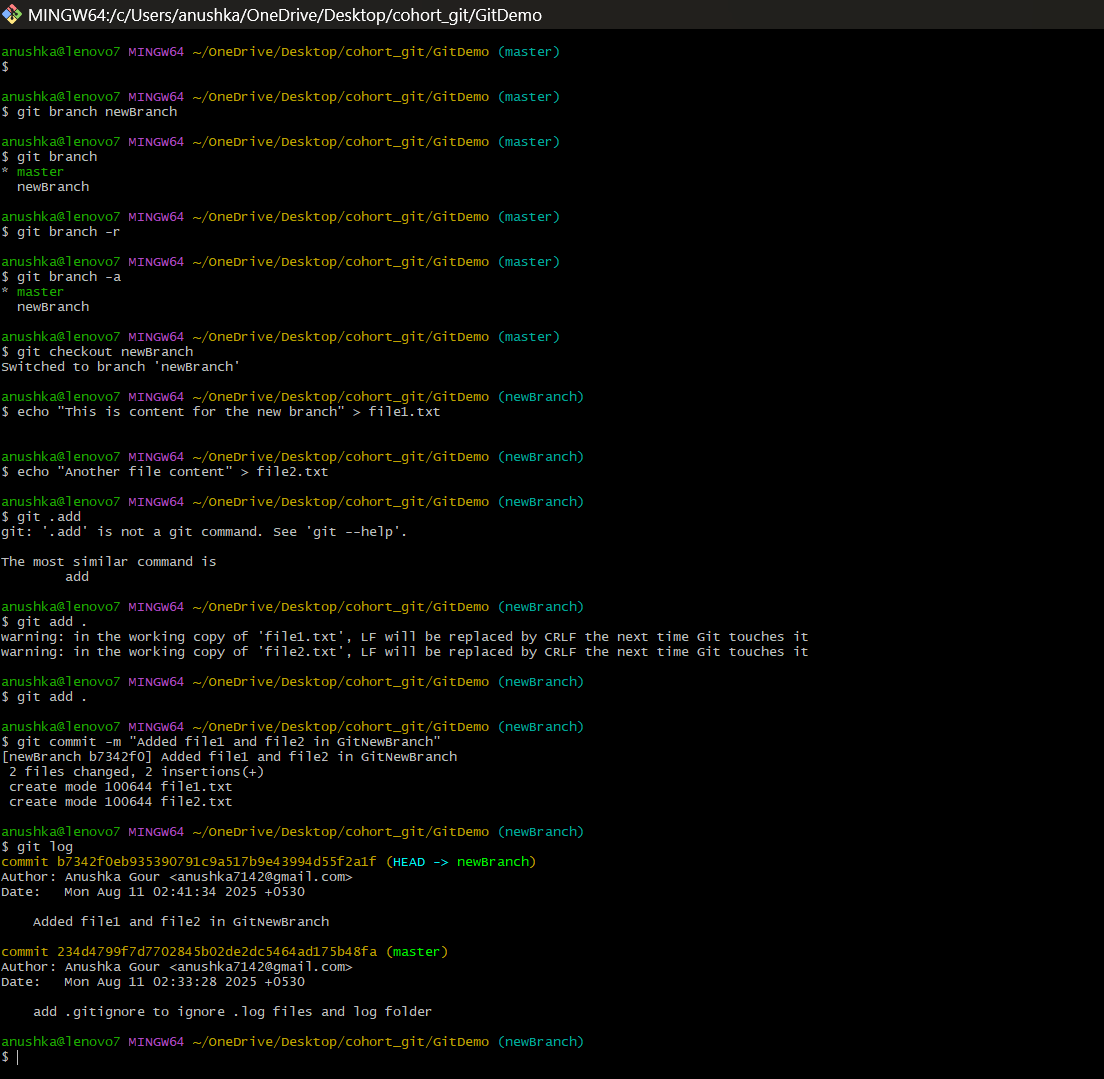 MINGW64:/c/Users/anushka/OneDrive/Desktop/cohort_git/GitDemo
anushka@lenovo7 MINGW64 ~/OneDrive/Desktop/cohort_git/GitDemo (master)
$
anushka@lenovo7 MINGW64 ~/OneDrive/Desktop/cohort_git/GitDemo (master)
$ git branch newBranch
anushka@lenovo7 MINGW64 ~/OneDrive/Desktop/cohort_git/GitDemo (master)
$ git branch
* master
  newBranch
anushka@lenovo7 MINGW64 ~/OneDrive/Desktop/cohort_git/GitDemo (master)
$ git branch -r
anushka@lenovo7 MINGW64 ~/OneDrive/Desktop/cohort_git/GitDemo (master)
$ git branch -a
* master
  newBranch
anushka@lenovo7 MINGW64 ~/OneDrive/Desktop/cohort_git/GitDemo (master)
$ git checkout newBranch
Switched to branch 'newBranch'
anushka@lenovo7 MINGW64 ~/OneDrive/Desktop/cohort_git/GitDemo (newBranch)
$ echo "This is content for the new branch" > file1.txt
anushka@lenovo7 MINGW64 ~/OneDrive/Desktop/cohort_git/GitDemo (newBranch)
$ echo "Another file content" > file2.txt
anushka@lenovo7 MINGW64 ~/OneDrive/Desktop/cohort_git/GitDemo (newBranch)
$ git .add
git: '.add' is not a git command. See 'git --help'.
The most similar command is
        add
anushka@lenovo7 MINGW64 ~/OneDrive/Desktop/cohort_git/GitDemo (newBranch)
$ git add .
warning: in the working copy of 'file1.txt', LF will be replaced by CRLF the next time Git touches it
warning: in the working copy of 'file2.txt', LF will be replaced by CRLF the next time Git touches it
anushka@lenovo7 MINGW64 ~/OneDrive/Desktop/cohort_git/GitDemo (newBranch)
$ git add .
anushka@lenovo7 MINGW64 ~/OneDrive/Desktop/cohort_git/GitDemo (newBranch)
$ git commit -m "Added file1 and file2 in GitNewBranch"
[newBranch b7342f0] Added file1 and file2 in GitNewBranch
 2 files changed, 2 insertions(+)
 create mode 100644 file1.txt
 create mode 100644 file2.txt
anushka@lenovo7 MINGW64 ~/OneDrive/Desktop/cohort_git/GitDemo (newBranch)
$ git log
commit b7342f0eb935390791c9a517b9e43994d55f2a1f (HEAD -> newBranch)
Author: Anushka Gour <anushka7142@gmail.com>
Date:   Mon Aug 11 02:41:34 2025 +0530
    Added file1 and file2 in GitNewBranch
commit 234d4799f7d7702845b02de2dc5464ad175b48fa (master)
Author: Anushka Gour <anushka7142@gmail.com>
Date:   Mon Aug 11 02:33:28 2025 +0530
    add .gitignore to ignore .log files and log folder
anushka@lenovo7 MINGW64 ~/OneDrive/Desktop/cohort_git/GitDemo (newBranch)
$